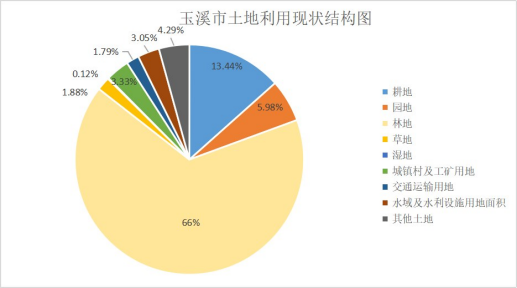 玉溪市土地利用现状结构图
4.29%
3.05%
1.79%
13.44%
0.12%
3.33%
1.88%
5.98%
66%
耕地
园地
林地
草地
湿地
城镇村及工矿用地
交通运输用地
水域及水利设施用地面积
其他土地